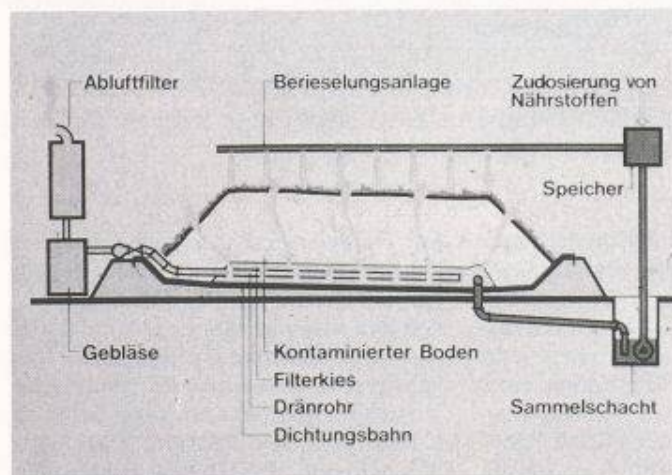 Abluftfilter
Berieselungsanlage
Zudosierung von
Nährstoffen
Speicher
Gebläse
Kontaminierter Boden
Filterkies
Dränrohr
Dichtungsbahn
Sammelschacht